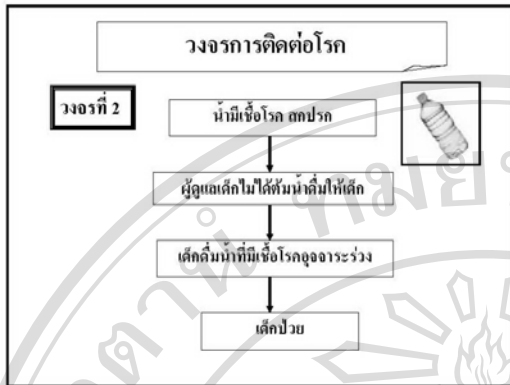 วงจรการติดต่อโรค
วงจรที่ 2
น้ำมีเชื้อโรค สกปรก
ผู้ดูแลเด็กไม่ได้ต้มน้ำดื่มให้เด็ก
เด็กดื่มน้ำที่มีเชื้อโรคอุจจาระร่วง
เด็กป่วย